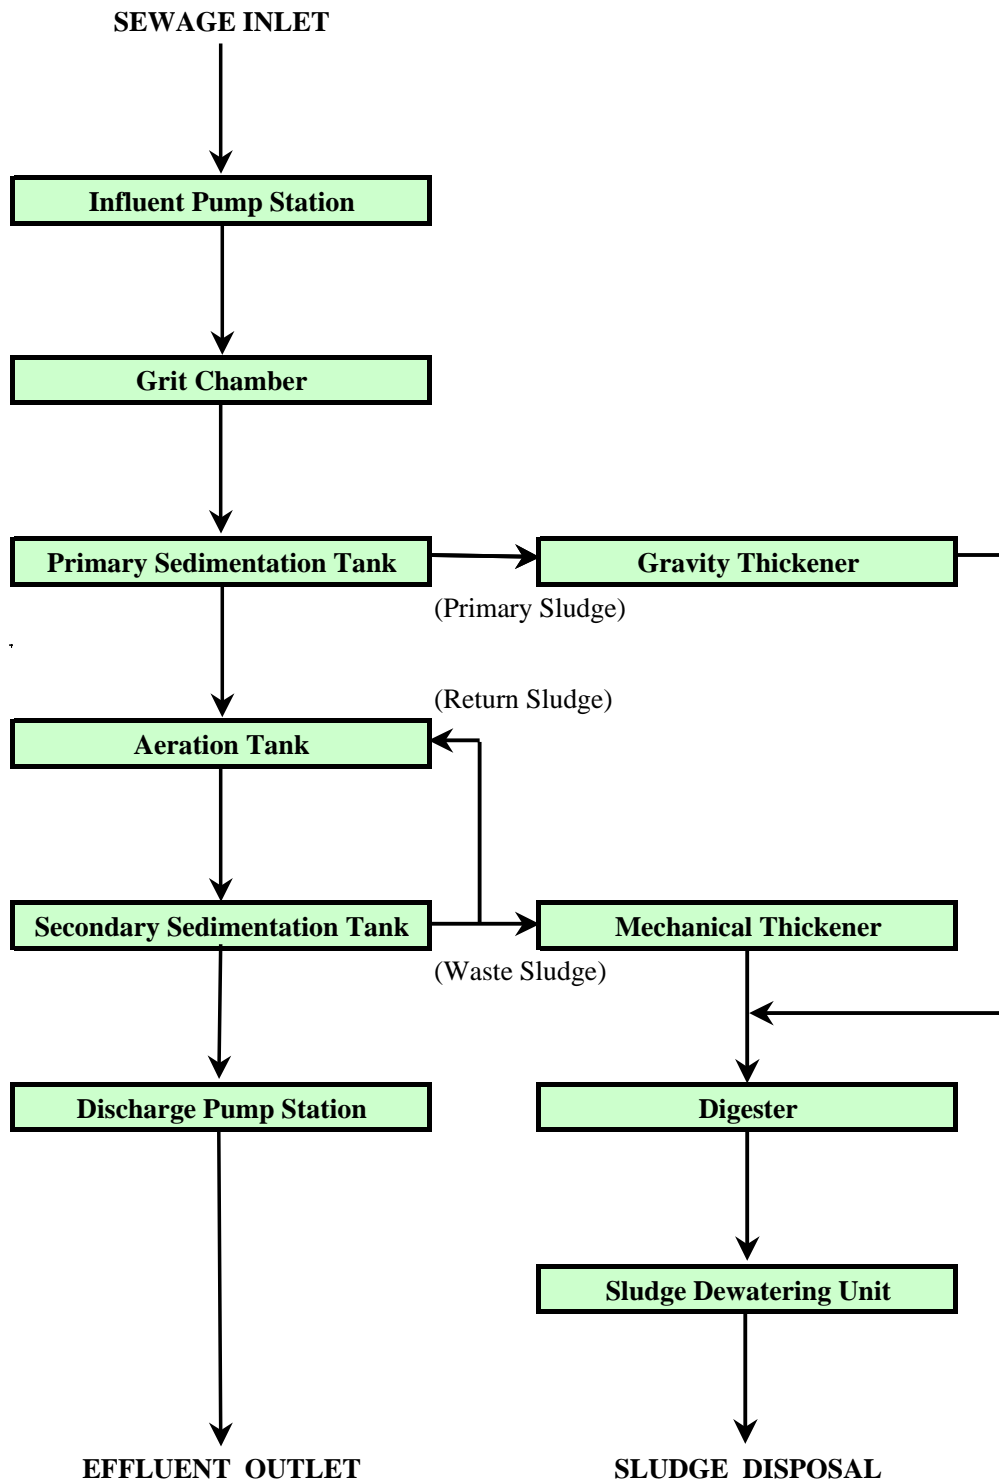 SEWAGE INLET
Influent Pump Station
Grit Chamber
Primary Sedimentation Tank
Gravity Thickener
(Primary Sludge)
(Return Sludge)
Aeration Tank
Secondary Sedimentation Tank
Mechanical Thickener
(Waste Sludge)
Discharge Pump Station
Digester
Sludge Dewatering Unit
EFFLUENT OUTLET
SLUDGE DISPOSAL